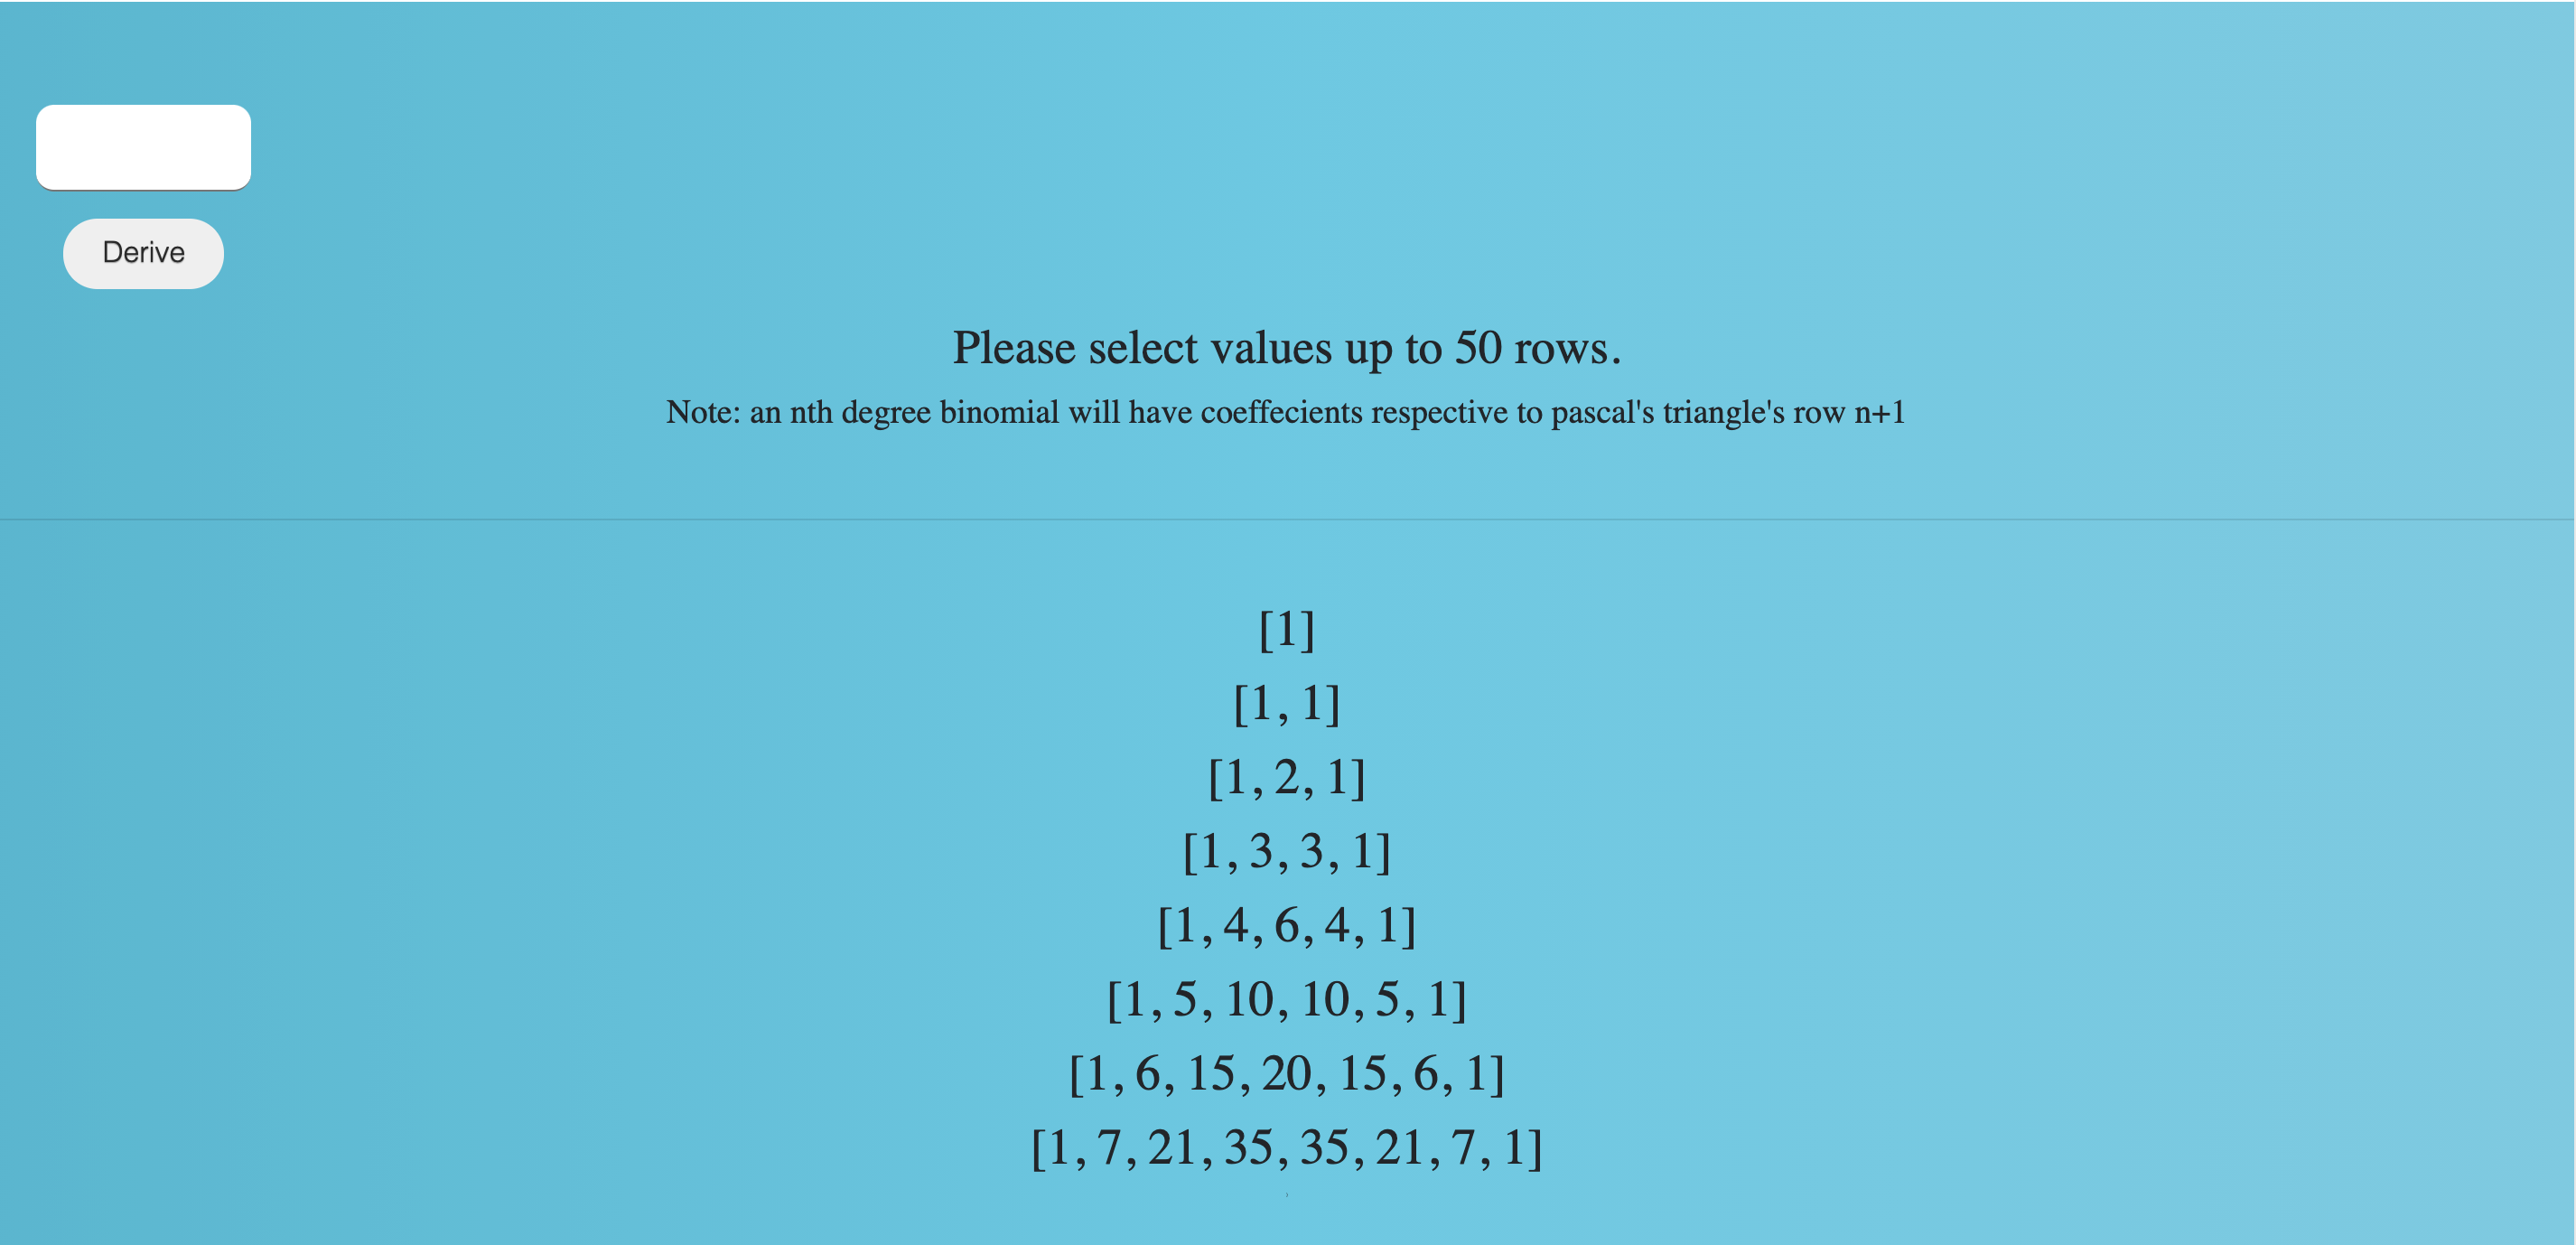 Derive
Please select values up to 50 rows.
Note: an nth degree binomial will have coeffecients respective to pascal's triangle's row n+1
[1]
[1, 1]
[1, 2, 1]
[1, 3, 3, 1]
[1, 4, 6, 4, 1]
[1, 5, 10, 10, 5, 1]
[1, 6, 15, 20, 15, 6, 1]
[1, 7, 21, 35, 35, 21, 7, 1]